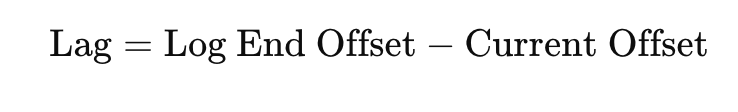 Lag = Log End Offset − Current Offset